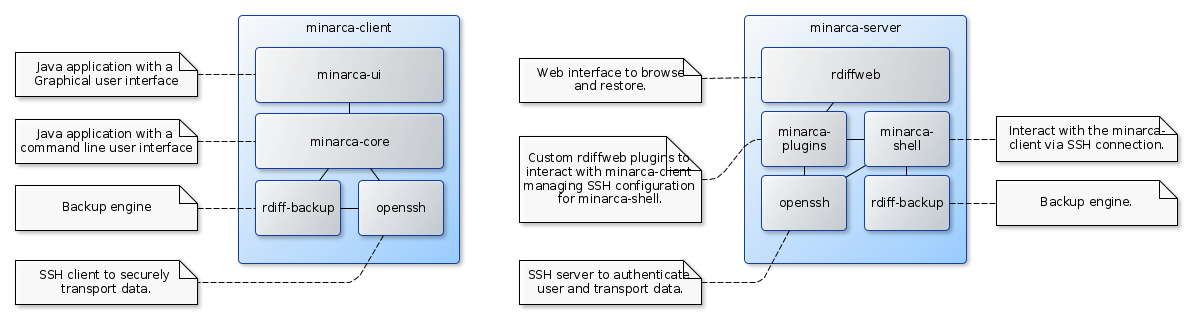 minarca-client
minarca-ui
minarca-core
rdiff-backup
openssh
Java application with a
Graphical user interface
Java application with a
command line user interface
Backup engine
SSH client to securely
transport data.
minarca-server
rdiffweb
minarca-
plugins
minarca-
shell
openssh
rdiff-backup
Web interface to browse
and restore.
Custom rdiffweb plugins to
interact with minarca-client
managing SSH configuration
for minarca-shell.
SSH server to authenticate
user and transport data.
Interact with the minarca-
client via SSH connection.
Backup engine.